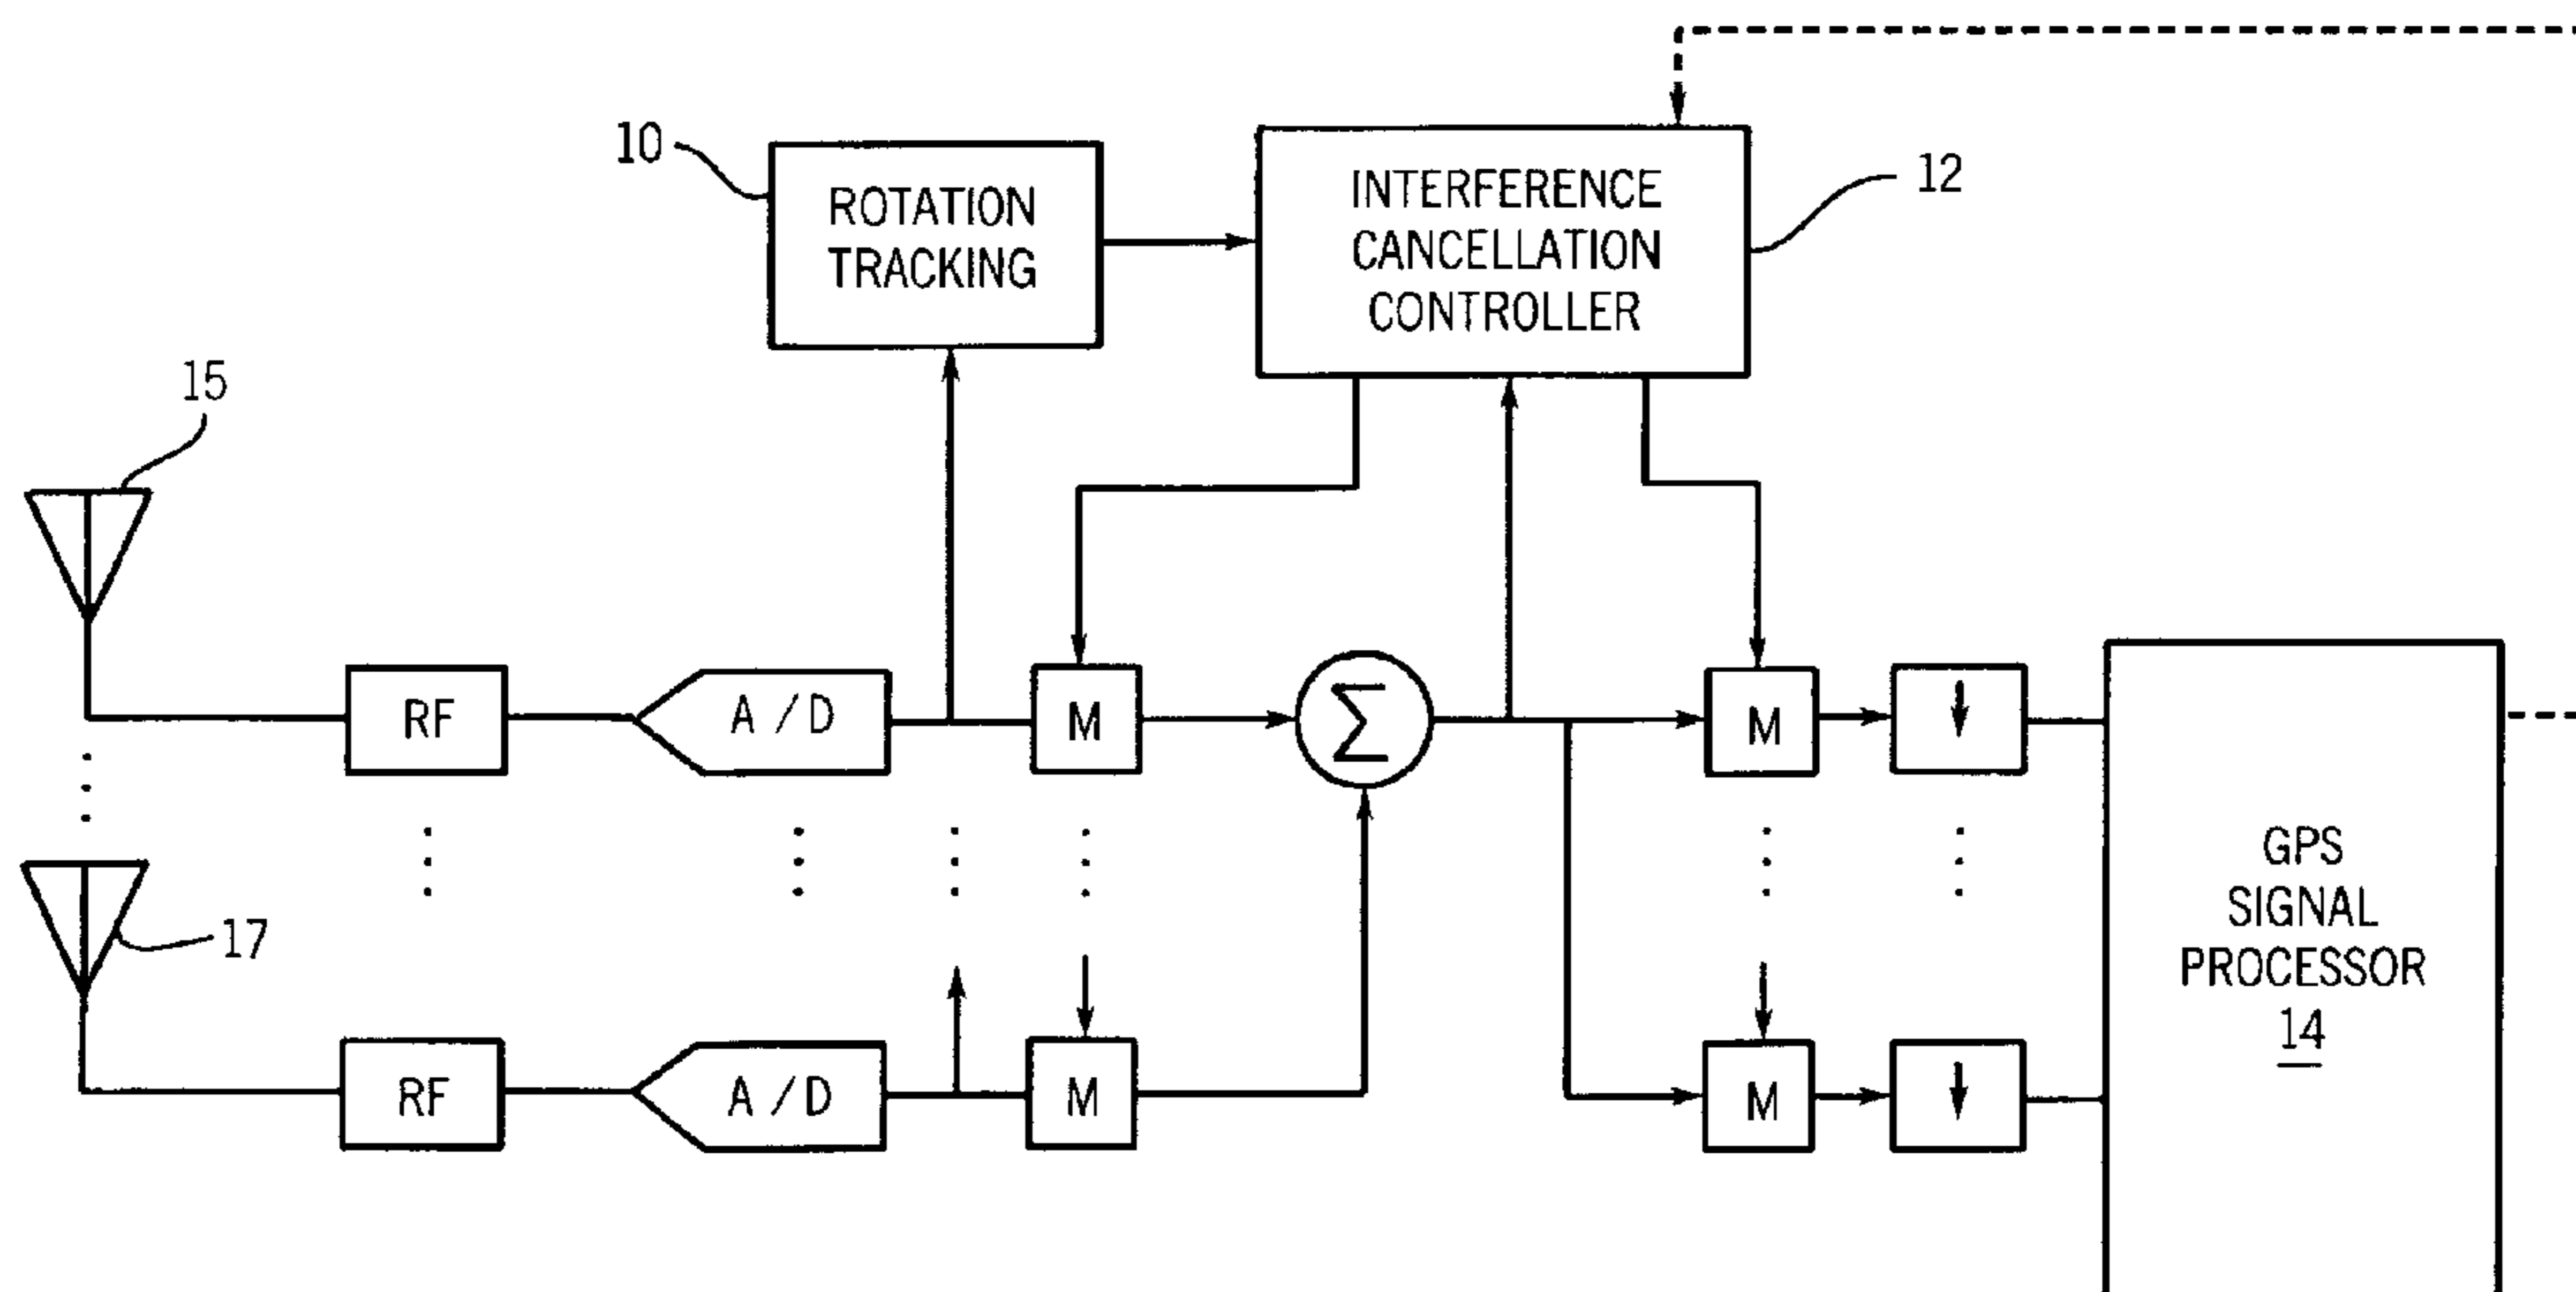 10
ROTATION
TRACKING
INTERFERENCE
CANCELLATION
CONTROLLER
12
15
RF
A/D
M
Σ
M
↓
17
RF
A/D
M
M
↓
GPS
SIGNAL
PROCESSOR
14